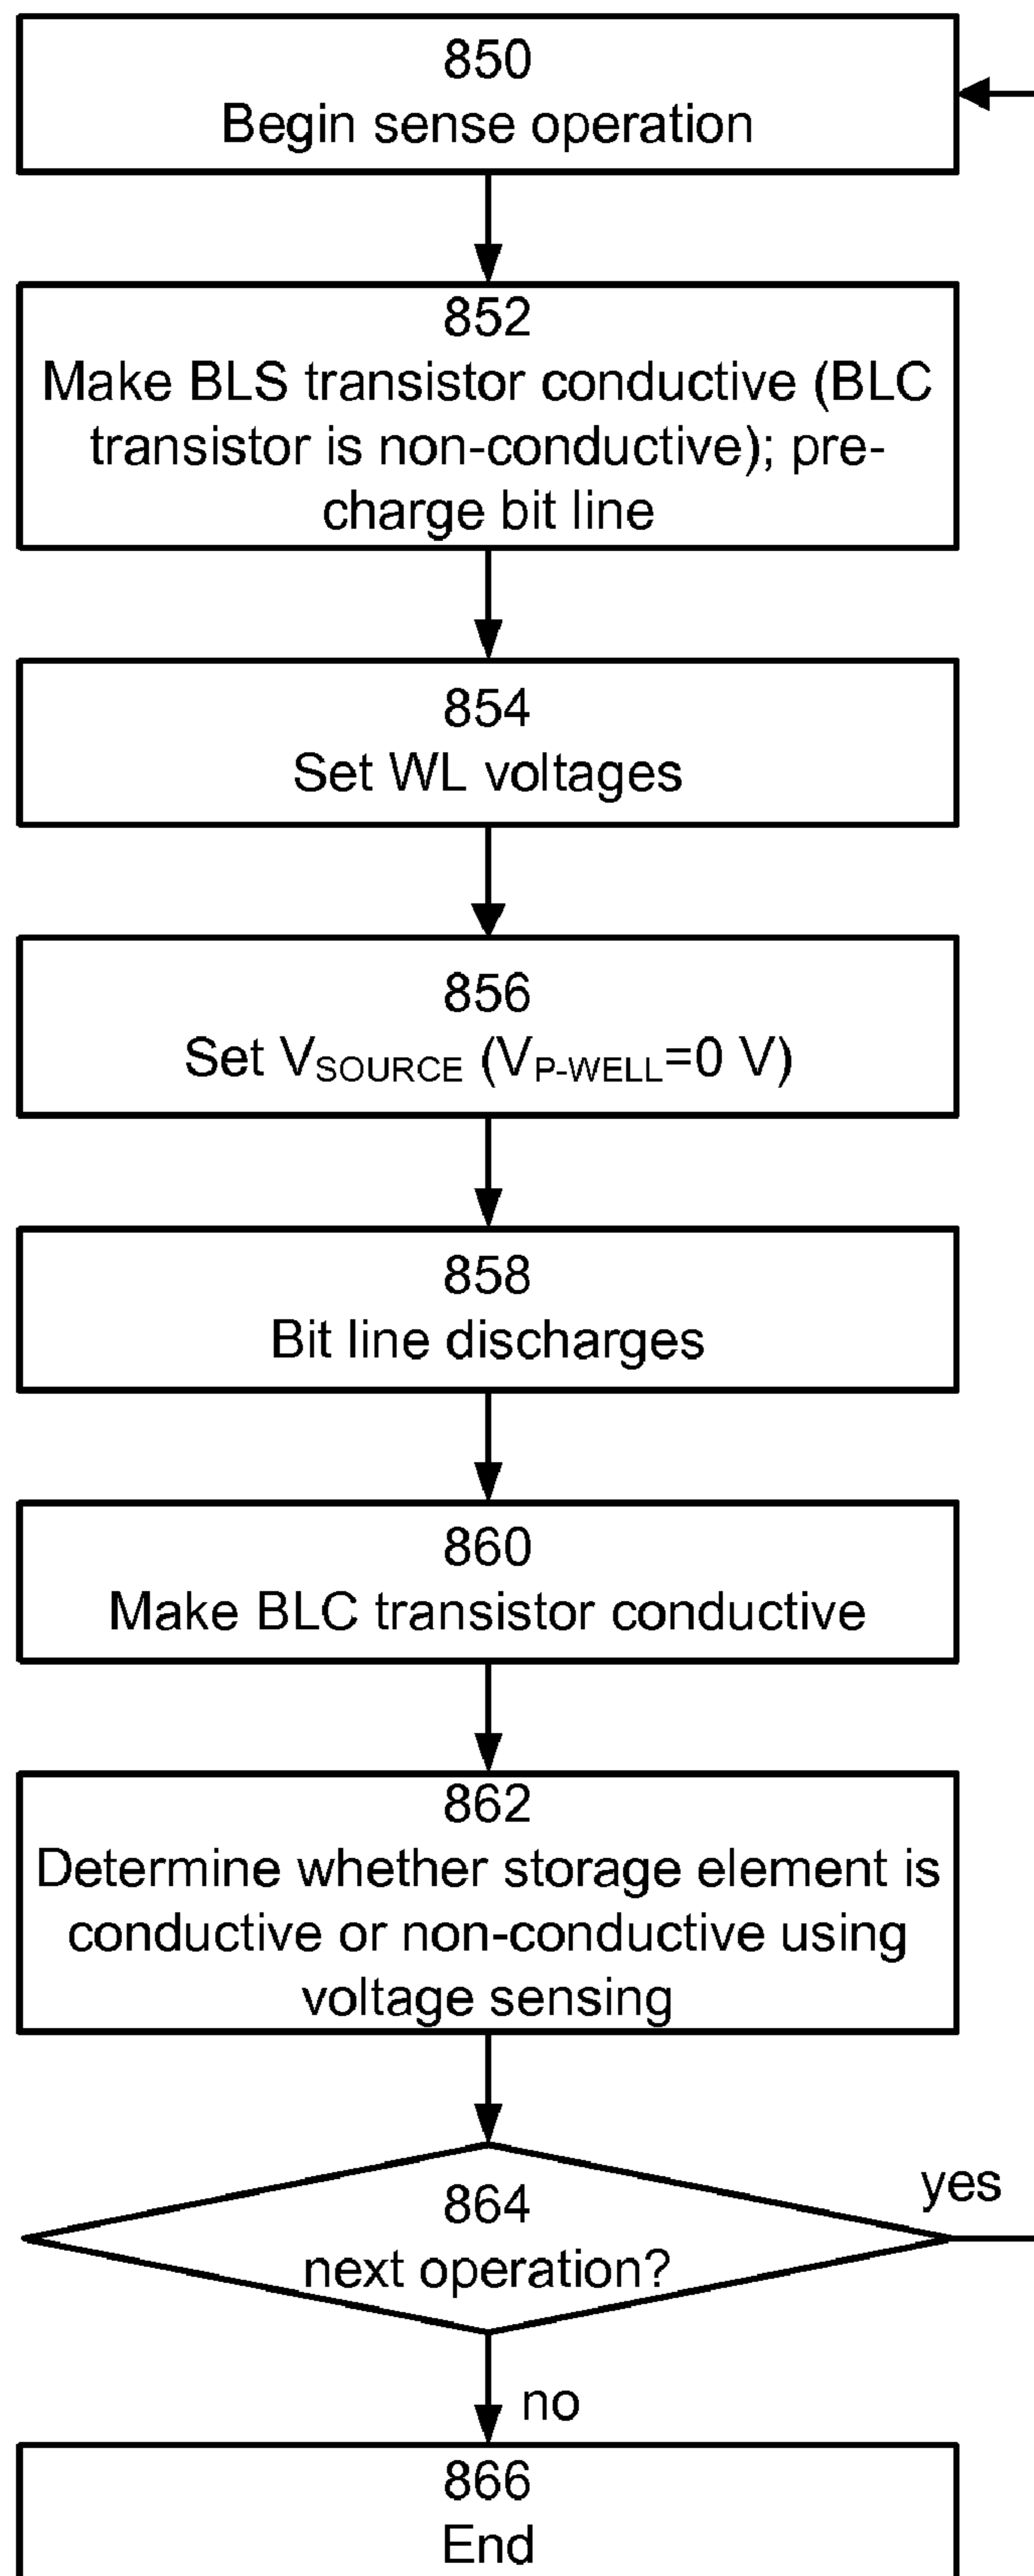 850
Begin sense operation
852
Make BLS transistor conductive (BLC
transistor is non-conductive); pre-
charge bit line
854
Set WL voltages
856
Set VSOURCE (VP-WELL=0 V)
858
Bit line discharges
860
Make BLC transistor conductive
862
Determine whether storage element is
conductive or non-conductive using
voltage sensing
864
next operation?
yes
no
866
End